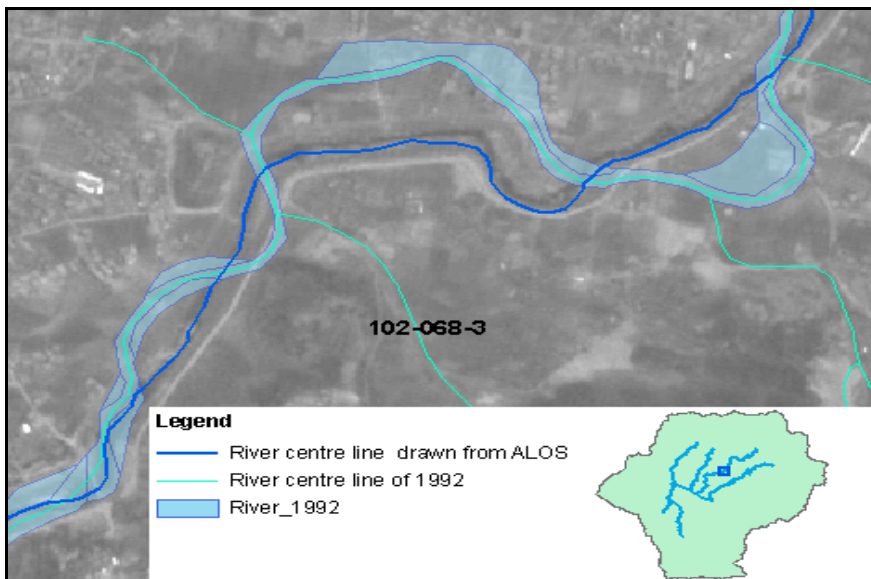 102-068-3
Legend
River centre line drawn from ALOS
River centre line of 1992
River_1992